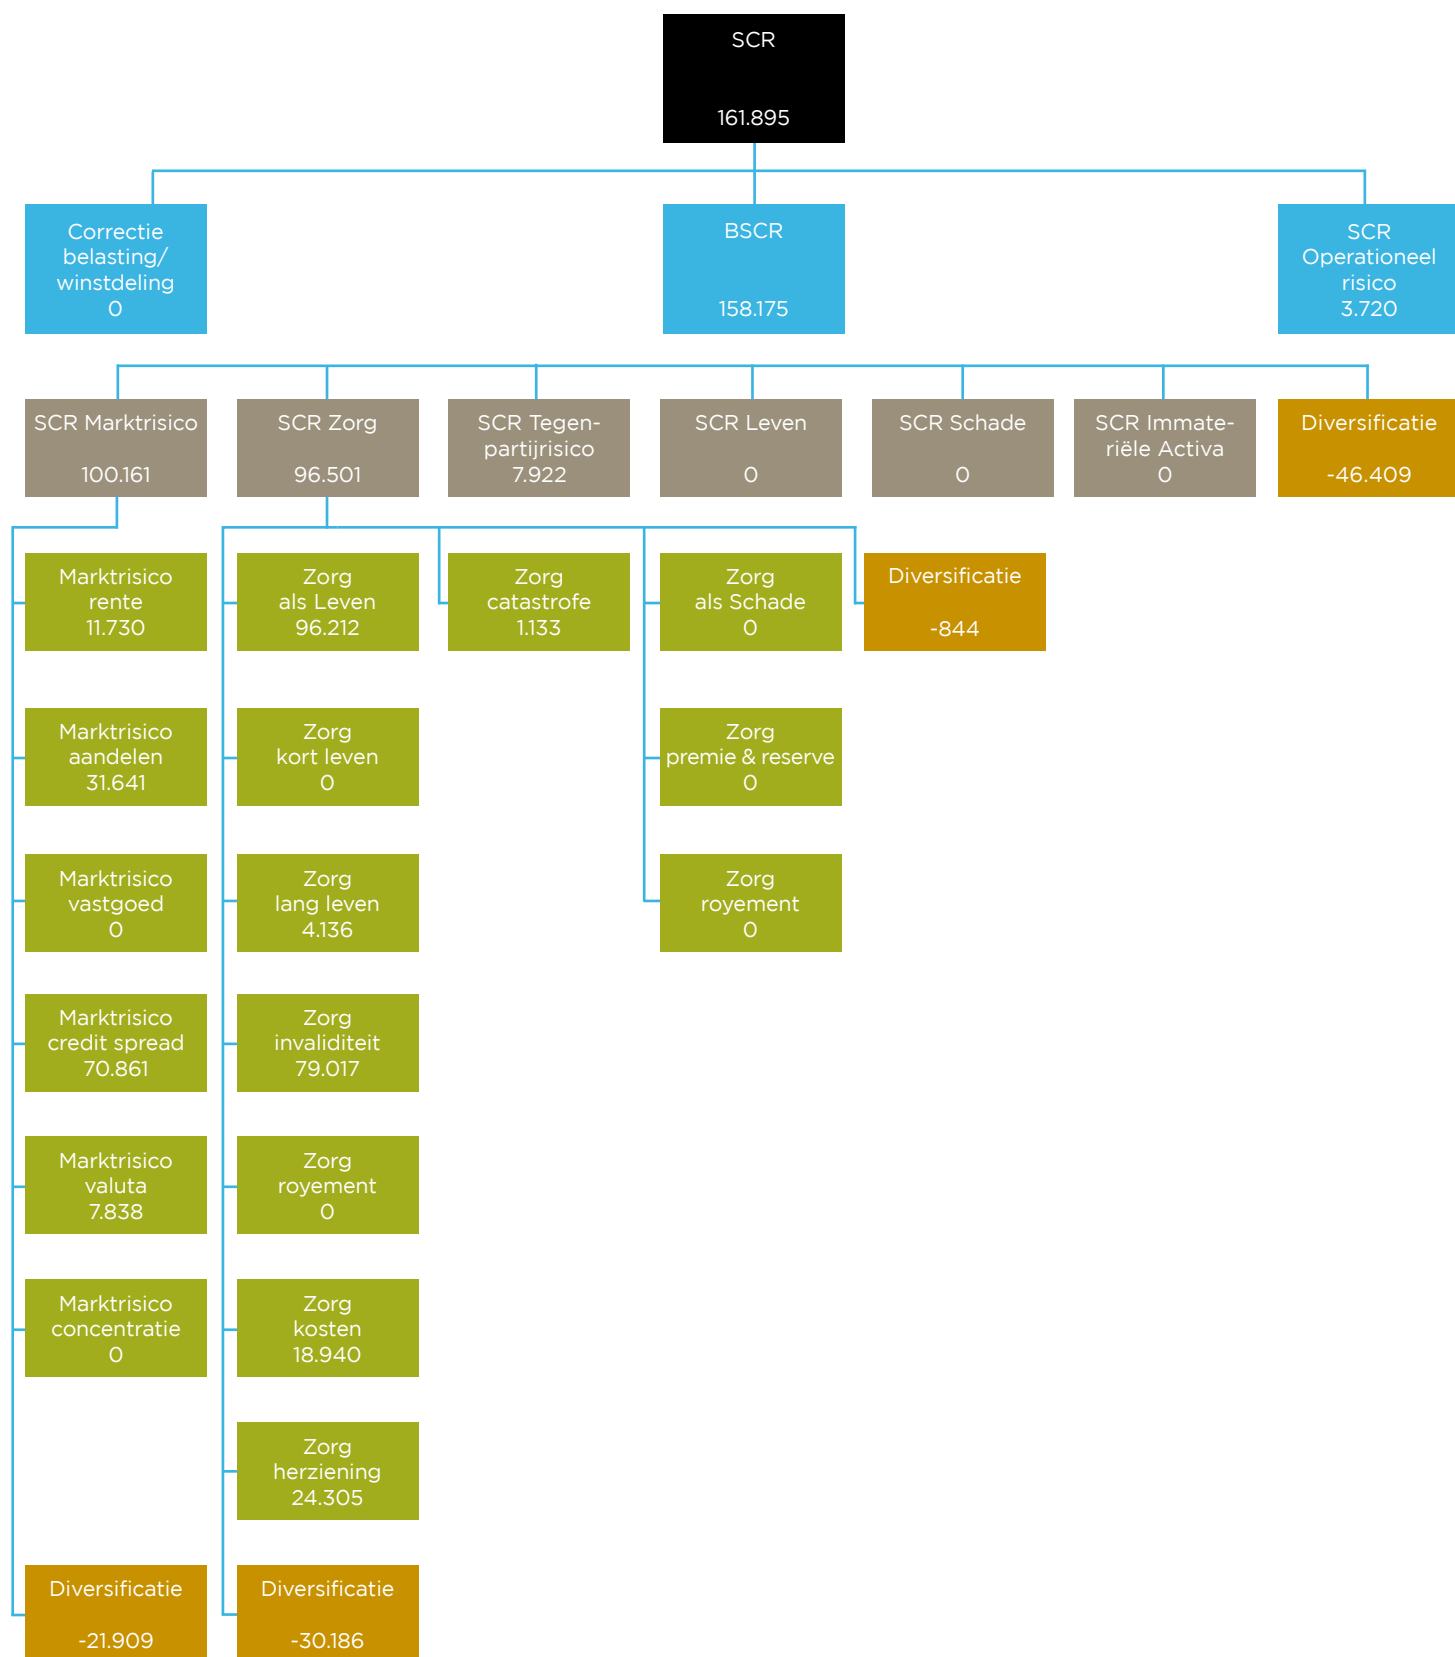 SCR
161.895
Correctie
belasting/
winstdeling
0
BSCR
158.175
SCR
Operationeel
risico
3.720
SCR Marktrisico
100.161
SCR Zorg
96.501
SCR Tegen-
partijrisico
7.922
SCR Leven
0
SCR Schade
0
SCR Immate-
riële Activa
0
Diversificatie
-46.409
Marktrisico
rente
11.730
Zorg
als Leven
96.212
Zorg
catastrofe
1.133
Zorg
als Schade
0
Diversificatie
-844
Marktrisico
aandelen
31.641
Zorg
kort leven
0
Zorg
premie & reserve
0
Marktrisico
vastgoed
0
Zorg
lang leven
4.136
Zorg
royement
0
Marktrisico
credit spread
70.861
Zorg
invaliditeit
79.017
Marktrisico
valuta
7.838
Zorg
royement
0
Marktrisico
concentratie
0
Zorg
kosten
18.940
Zorg
herziening
24.305
Diversificatie
-21.909
Diversificatie
-30.186